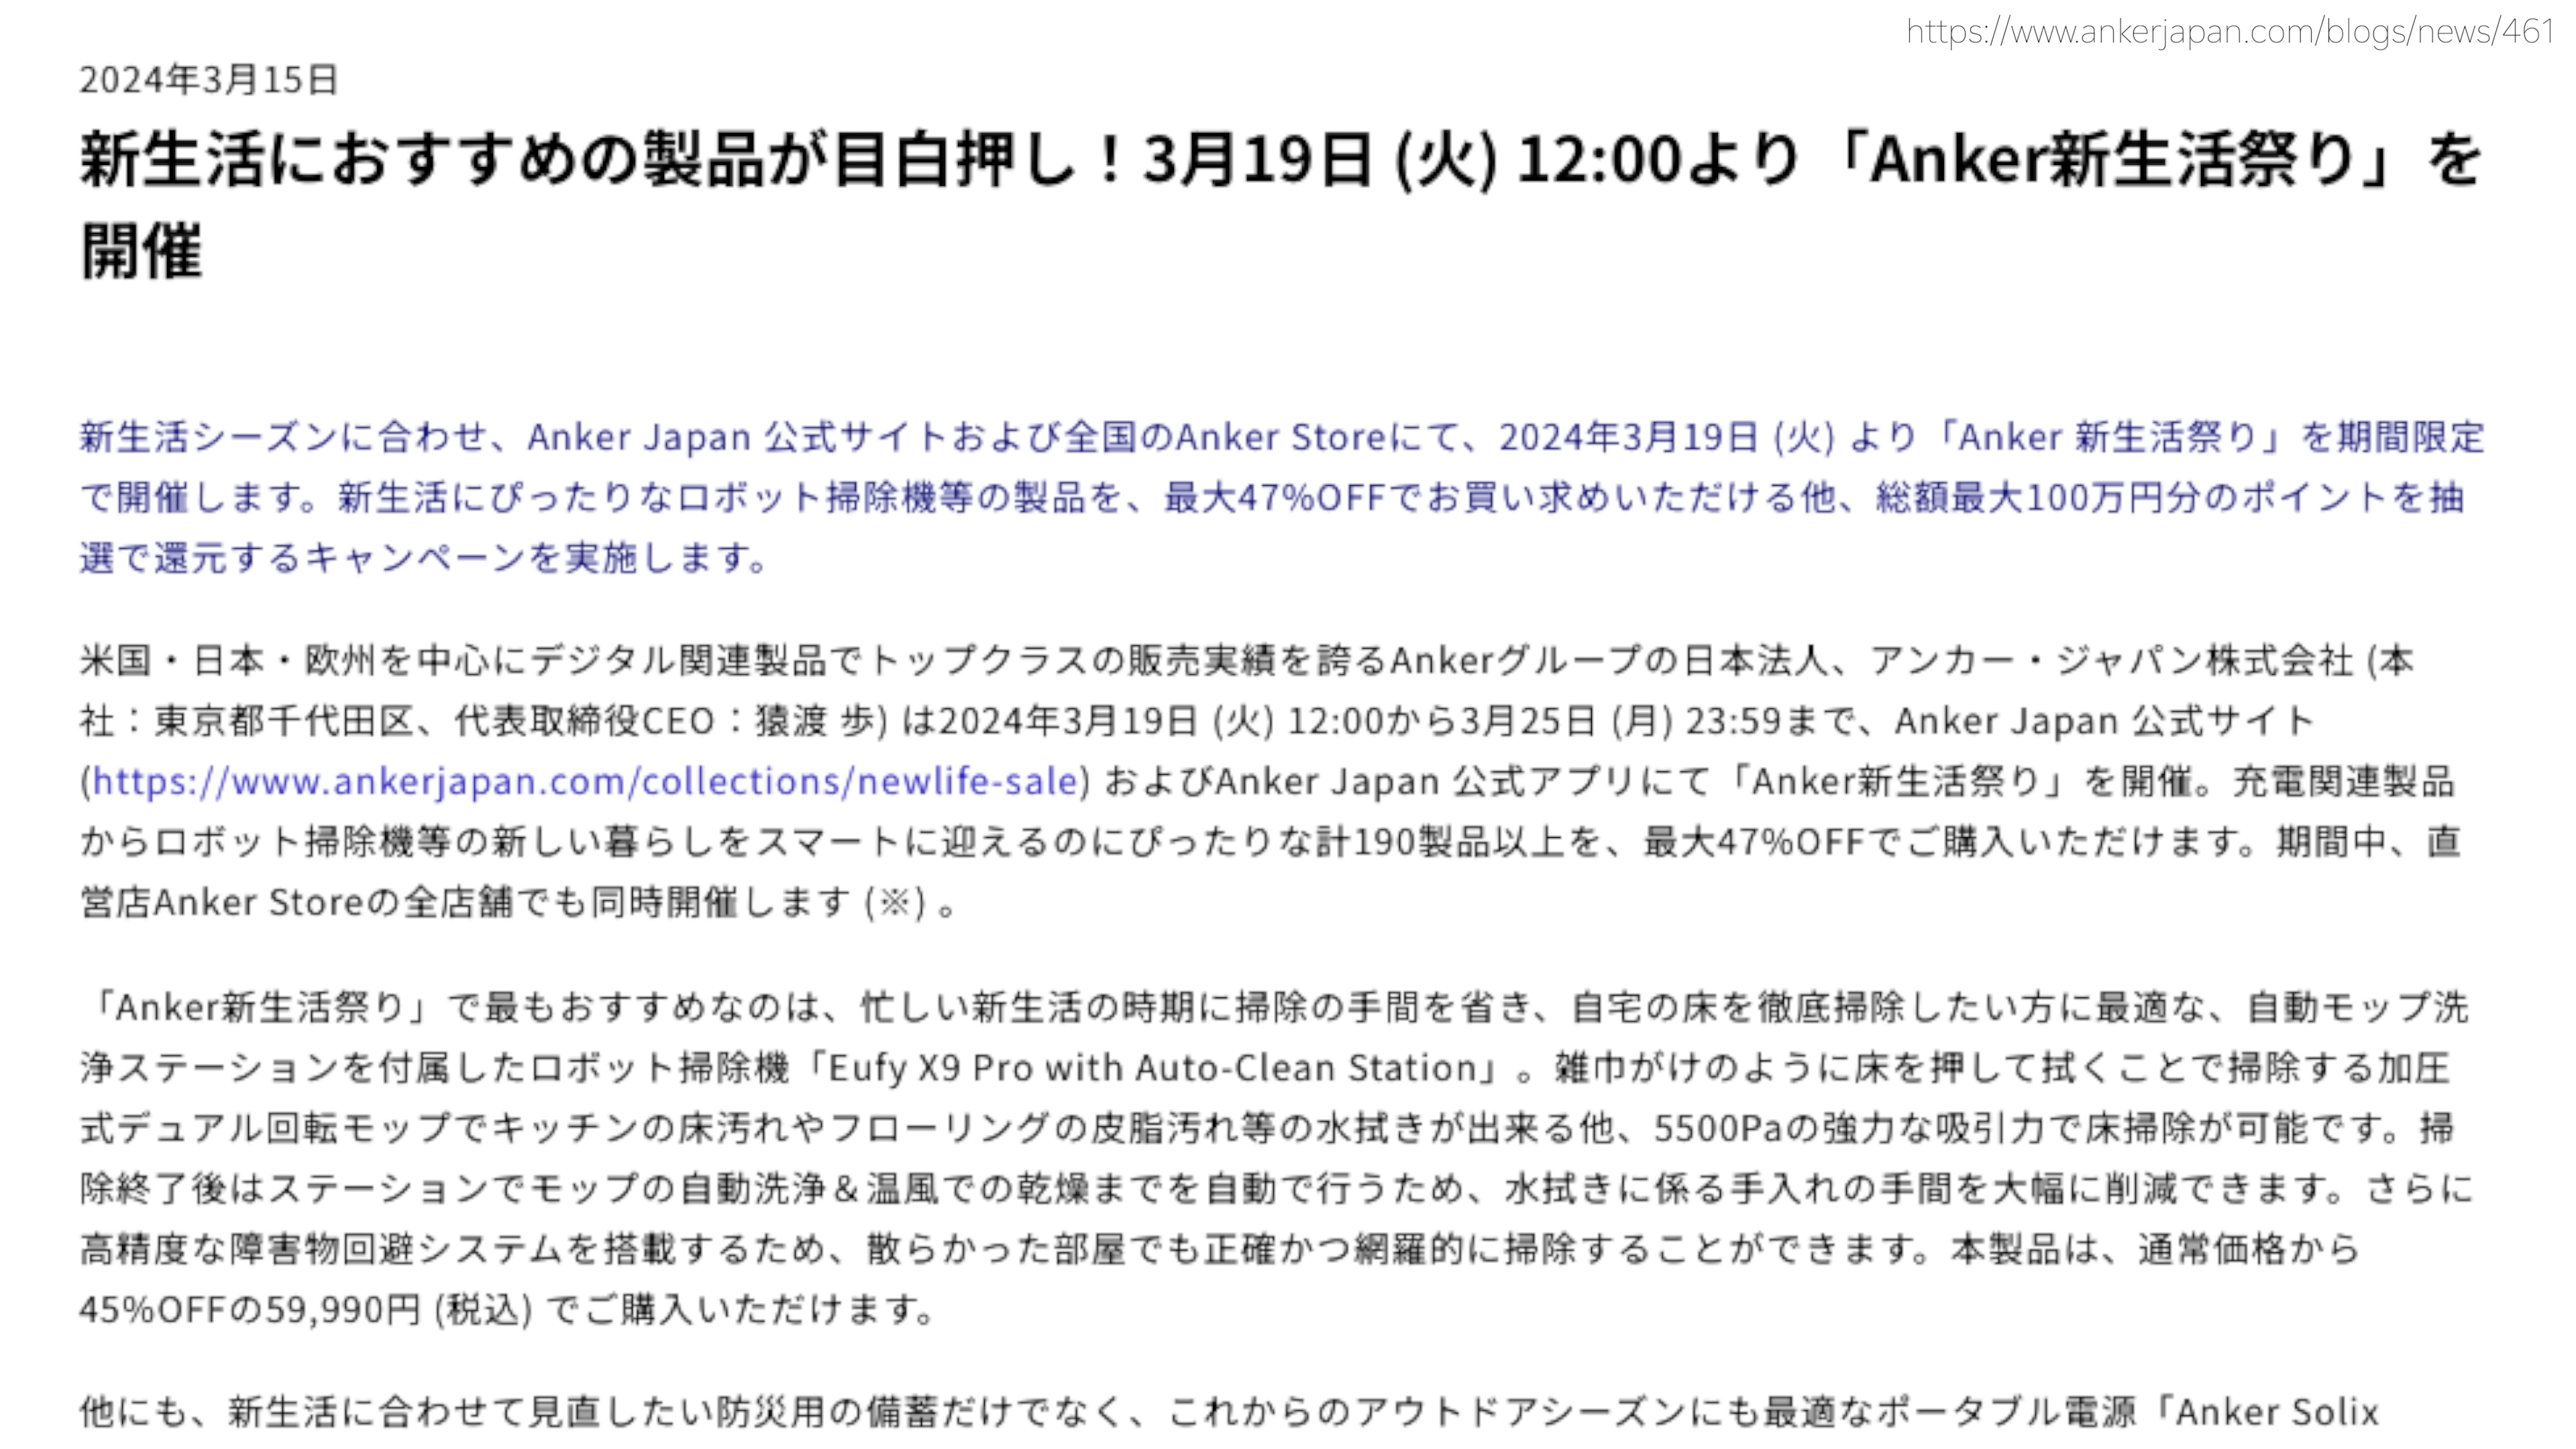 https://www.ankerjapan.com/blogs/news/461
2024年3月15日
新生活におすすめの製品が目白押し！3月19日 (火) 12:00より「Anker新生活祭り」を
開催
新生活シーズンに合わせ、Anker Japan 公式サイトおよび全国のAnker Storeにて、2024年3月19日 (火) より「Anker 新生活祭り」を期間限定
で開催します。新生活にぴったりなロボット掃除機等の製品を、最大47%OFFでお買い求めいただける他、総額最大100万円分のポイントを抽
選で還元するキャンペーンを実施します。
米国・日本・欧州を中心にデジタル関連製品でトップクラスの販売実績を誇るAnkerグループの日本法人、アンカー・ジャパン株式会社 (本
社：東京都千代田区、代表取締役CEO：猿渡 歩) は2024年3月19日 (火) 12:00から3月25日 (月) 23:59まで、Anker Japan 公式サイト
(https://www.ankerjapan.com/collections/newlife-sale) およびAnker Japan 公式アプリにて「Anker新生活祭り」を開催。充電関連製品
からロボット掃除機等の新しい暮らしをスマートに迎えるのにぴったりな計190製品以上を、最大47%OFFでご購入いただけます。期間中、直
営店Anker Storeの全店舗でも同時開催します (※) 。
「Anker新生活祭り」で最もおすすめなのは、忙しい新生活の時期に掃除の手間を省き、自宅の床を徹底掃除したい方に最適な、自動モップ洗
浄ステーションを付属したロボット掃除機「Eufy X9 Pro with Auto-Clean Station」。雑巾がけのように床を押して拭くことで掃除する加圧
式デュアル回転モップでキッチンの床汚れやフローリングの皮脂汚れ等の水拭きが出来る他、5500Paの強力な吸引力で床掃除が可能です。掃
除終了後はステーションでモップの自動洗浄＆温風での乾燥までを自動で行うため、水拭きに係る手入れの手間を大幅に削減できます。さらに
高精度な障害物回避システムを搭載するため、散らかった部屋でも正確かつ網羅的に掃除することができます。本製品は、通常価格から
45%OFFの59,990円 (税込) でご購入いただけます。
他にも、新生活に合わせて見直したい防災用の備蓄だけでなく、これからのアウトドアシーズンにも最適なポータブル電源「Anker Solix